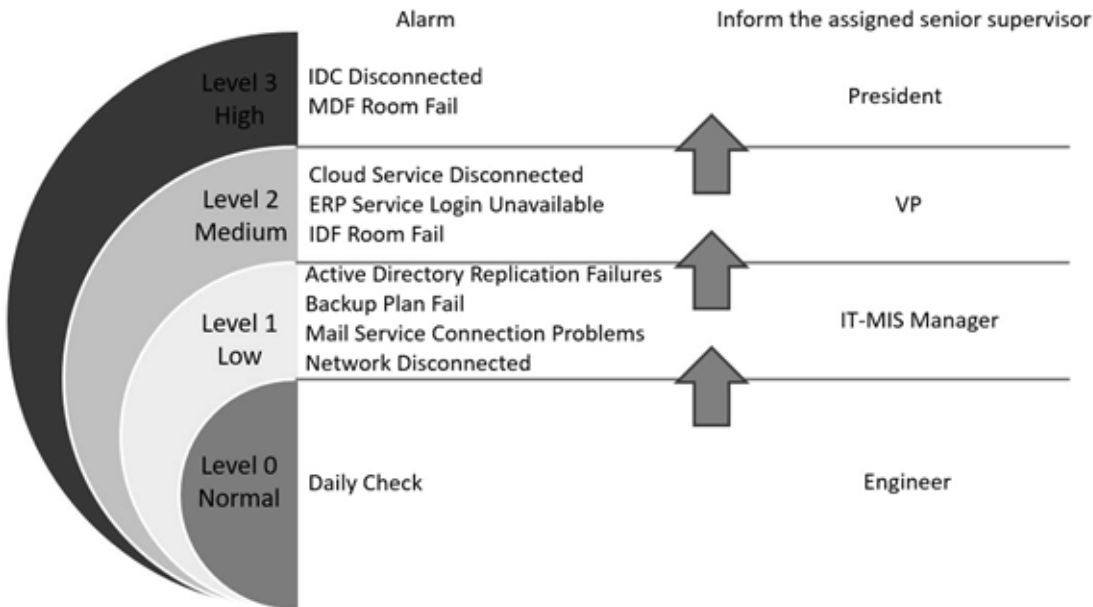 Alarm
Inform the assigned senior supervisor
Level 3
High
IDC Disconnected
MDF Room Fail
President
Level 2
Medium
Cloud Service Disconnected
ERP Service Login Unavailable
IDF Room Fail
VP
Level 1
Low
Active Directory Replication Failures
Backup Plan Fail
Mail Service Connection Problems
Network Disconnected
IT-MIS Manager
Level 0
Normal
Daily Check
Engineer